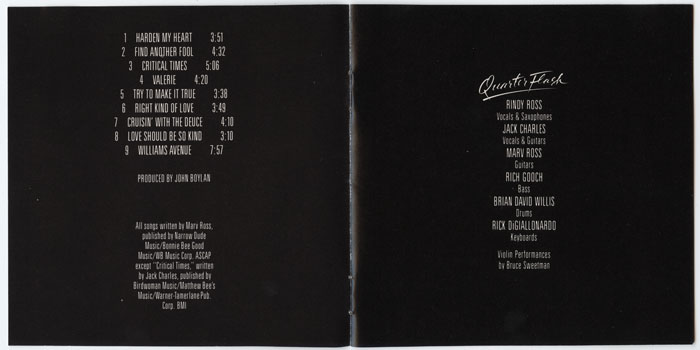 1 HARDEN MY HEART 3:51
2 FIND ANOTHER FOOL 4:32
3 CRITICAL TIMES 5:06
4 VALERIE 4:20
5 TRY TO MAKE IT TRUE 3:38
6 RIGHT KIND OF LOVE 3:49
7 CRUISIN' WITH THE DEUCE 4:10
8 LOVE SHOULD BE SO KIND 3:10
9 WILLIAMS AVENUE 7:57
PRODUCED BY JOHN BOYLAN
All songs written by Marv Ross,
published by Narrow Dude
Music/Bonnie Bee Good
Music/WB Music Corp. ASCAP
except "Critical Times," written
by Jack Charles, published by
Birdwoman Music/Matthew Bee's
Music/Warner-Tamerlane Pub.
Corp. BMI
QuarterFlash
RINDY ROSS
Vocals & Saxophones
JACK CHARLES
Vocals & Guitars
MARV ROSS
Guitars
RICH GOOCH
Bass
BRIAN DAVID WILLIS
Drums
RICK DiGIALLONARDO
Keyboards
Violin Performances
by Bruce Sweetman